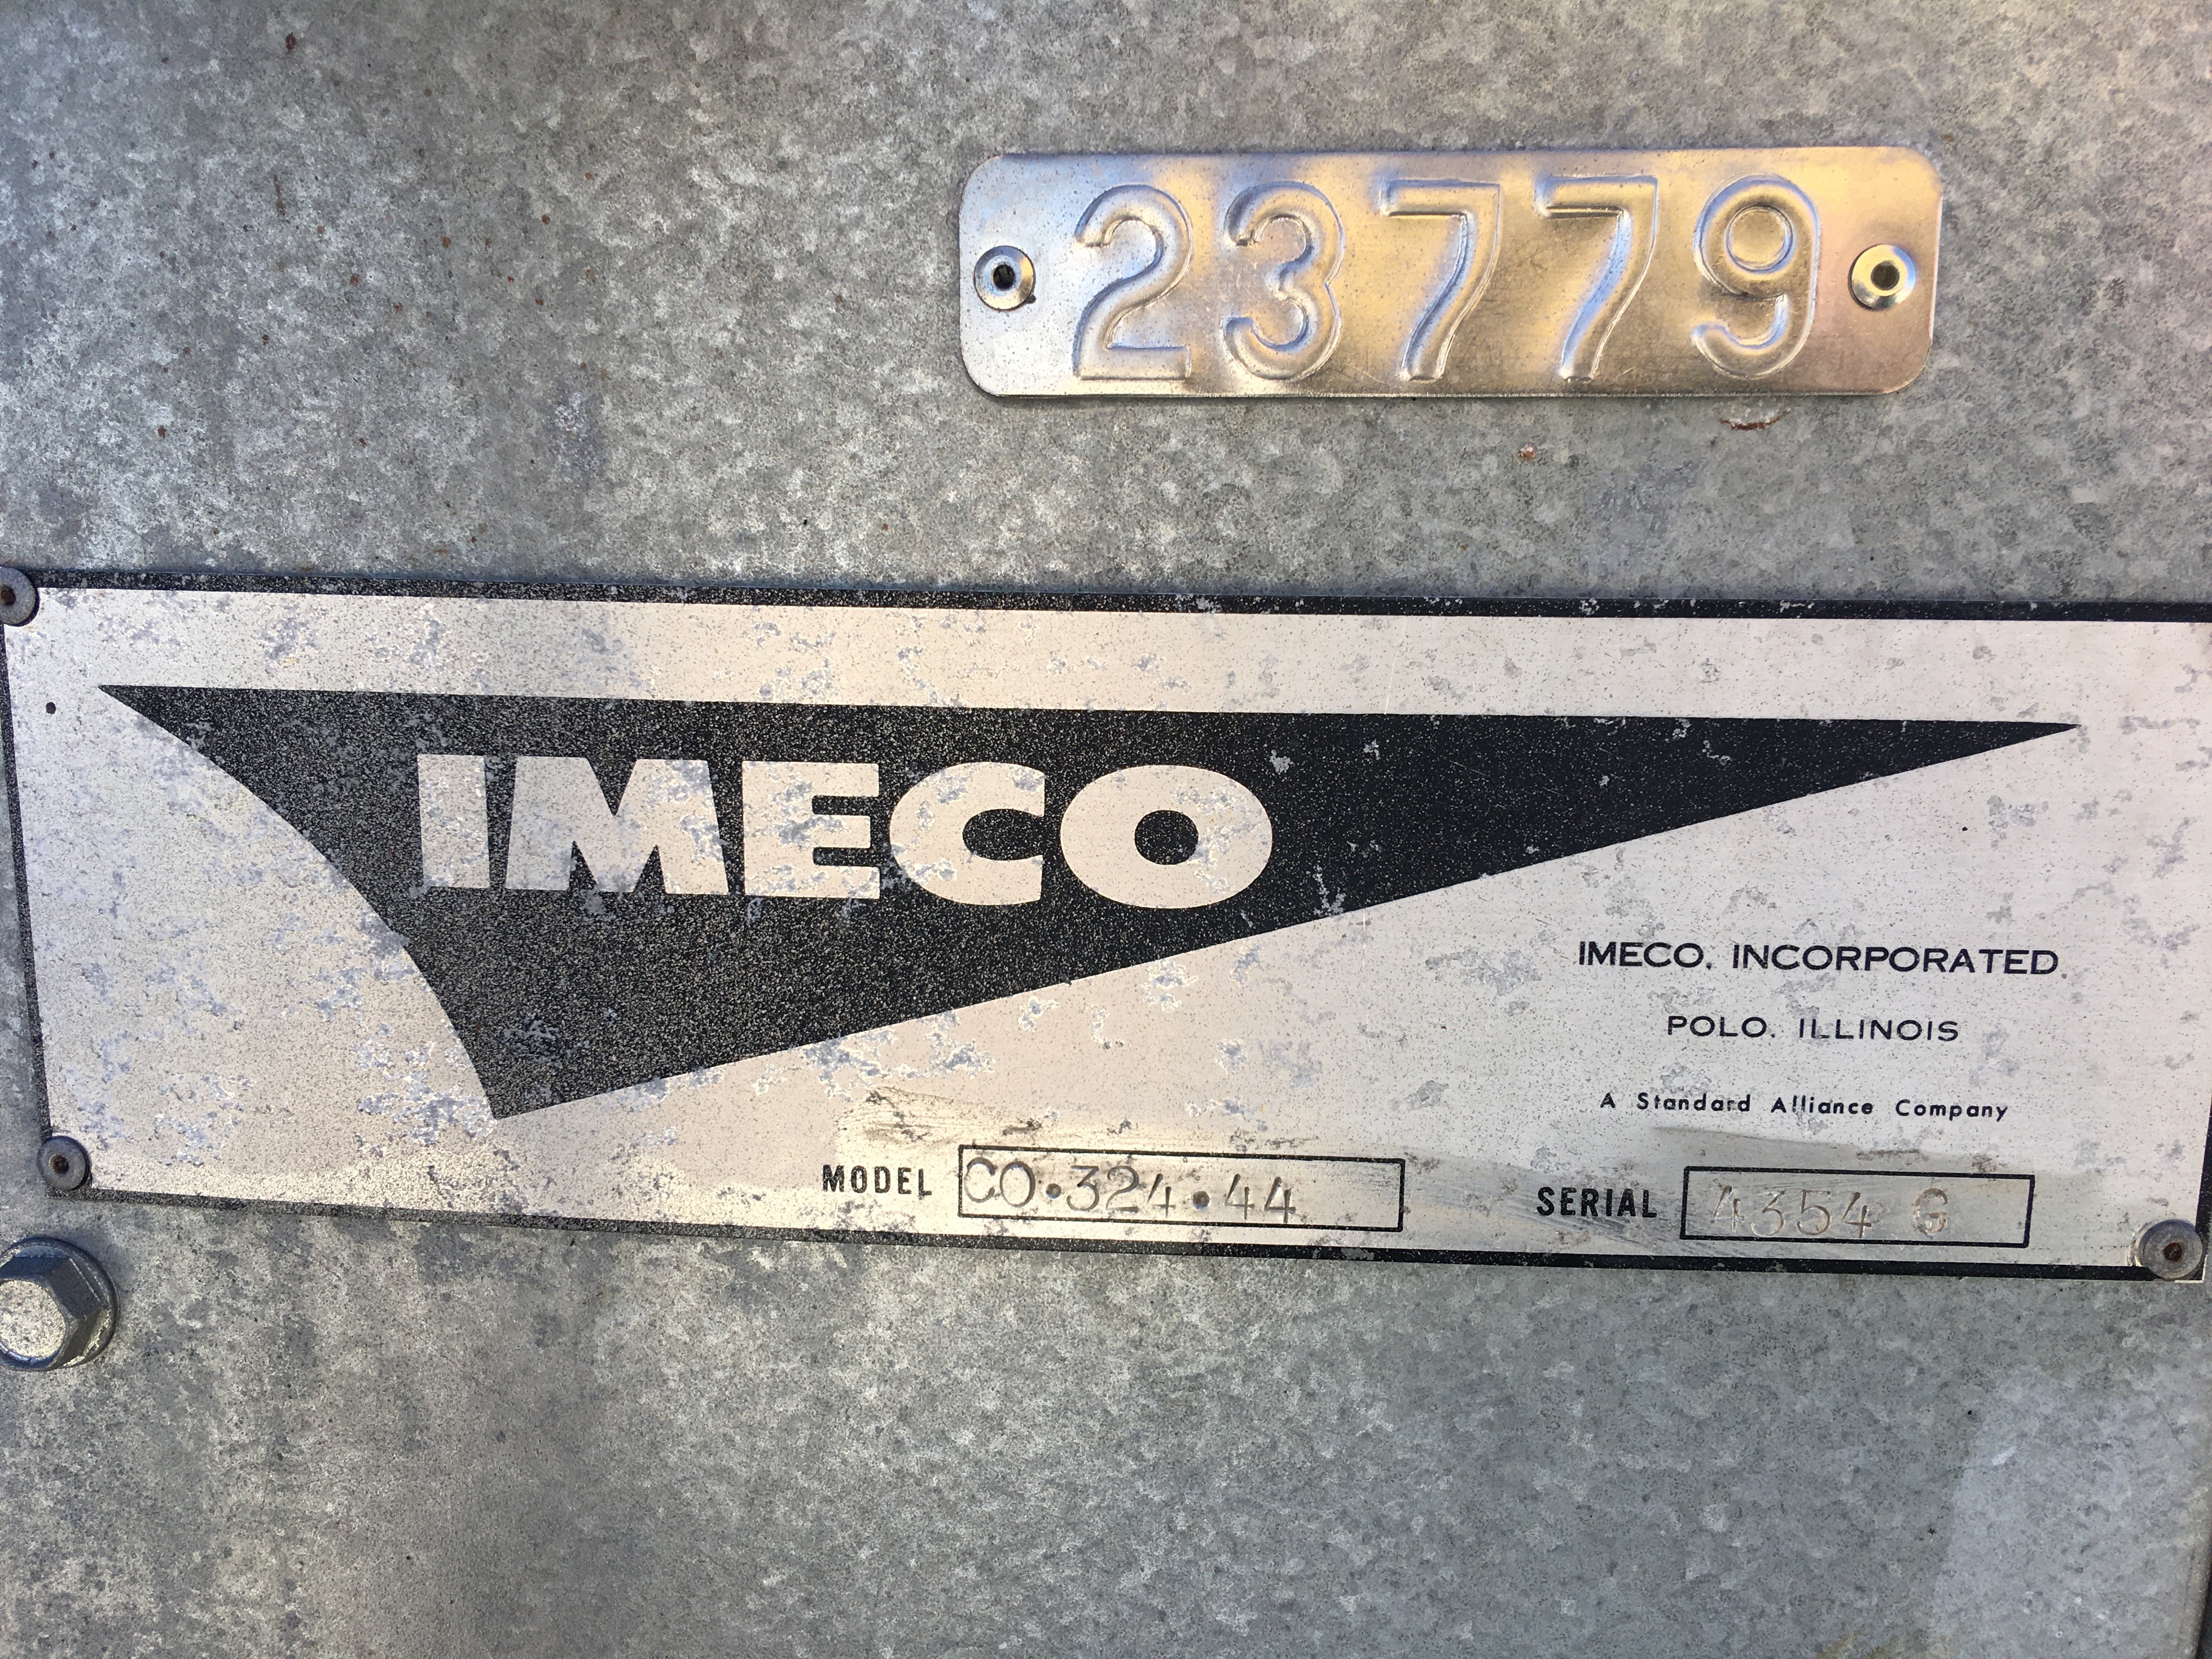 23779
IMECO
IMECO, INCORPORATED
POLO, ILLINOIS
A Standard Alliance Company
MODEL CO•324•44
SERIAL 4354 G